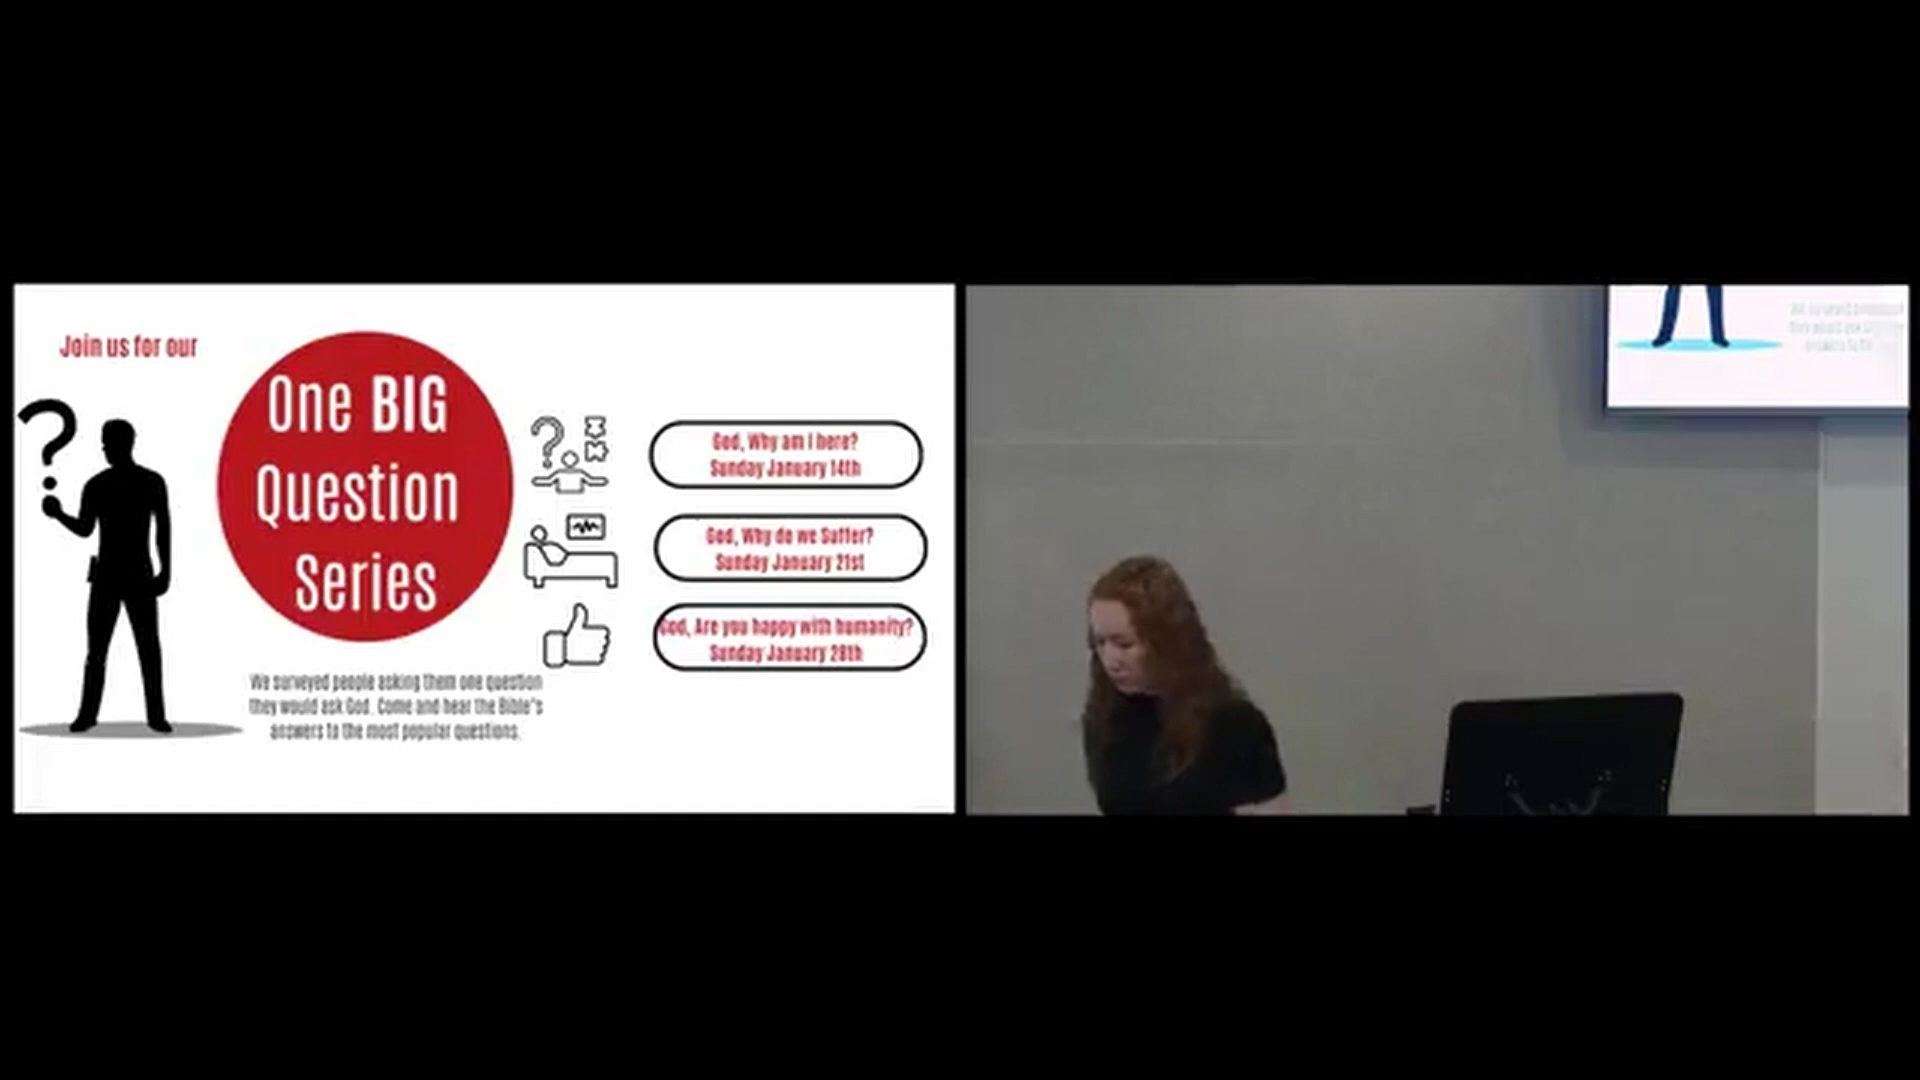 Join us for our
One BIG
Question
Series
God, Why am I here?
Sunday January 14th
God, Why do we Suffer?
Sunday January 21st
God, Are you happy with humanity?
Sunday January 28th
We surveyed people asking them one question
they would ask God. Come and hear the Bible"s
answers to the most popular questions.